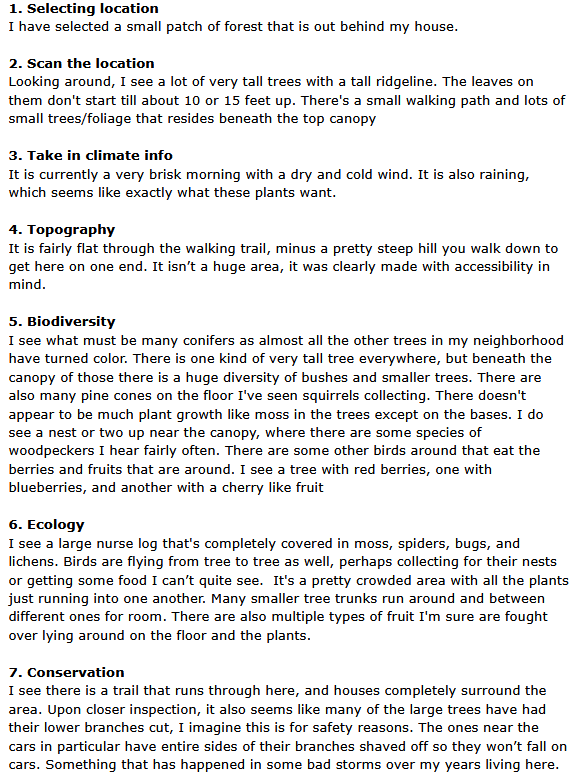 1. Selecting location
I have selected a small patch of forest that is out behind my house.
2. Scan the location
Looking around, I see a lot of very tall trees with a tall ridgeline. The leaves on
them don't start till about 10 or 15 feet up. There's a small walking path and lots of
small trees/foliage that resides beneath the top canopy
3. Take in climate info
It is currently a very brisk morning with a dry and cold wind. It is also raining,
which seems like exactly what these plants want.
4. Topography
It is fairly flat through the walking trail, minus a pretty steep hill you walk down to
get here on one end. It isn’t a huge area, it was clearly made with accessibility in
mind.
5. Biodiversity
I see what must be many conifers as almost all the other trees in my neighborhood
have turned color. There is one kind of very tall tree everywhere, but beneath the
canopy of those there is a huge diversity of bushes and smaller trees. There are
also many pine cones on the floor I've seen squirrels collecting. There doesn't
appear to be much plant growth like moss in the trees except on the bases. I do
see a nest or two up near the canopy, where there are some species of
woodpeckers I hear fairly often. There are some other birds around that eat the
berries and fruits that are around. I see a tree with red berries, one with
blueberries, and another with a cherry like fruit
6. Ecology
I see a large nurse log that's completely covered in moss, spiders, bugs, and
lichens. Birds are flying from tree to tree as well, perhaps collecting for their nests
or getting some food I can’t quite see.  It's a pretty crowded area with all the plants
just running into one another. Many smaller tree trunks run around and between
different ones for room. There are also multiple types of fruit I'm sure are fought
over lying around on the floor and the plants.
7. Conservation
I see there is a trail that runs through here, and houses completely surround the
area. Upon closer inspection, it also seems like many of the large trees have had
their lower branches cut, I imagine this is for safety reasons. The ones near the
cars in particular have entire sides of their branches shaved off so they won’t fall on
cars. Something that has happened in some bad storms over my years living here.